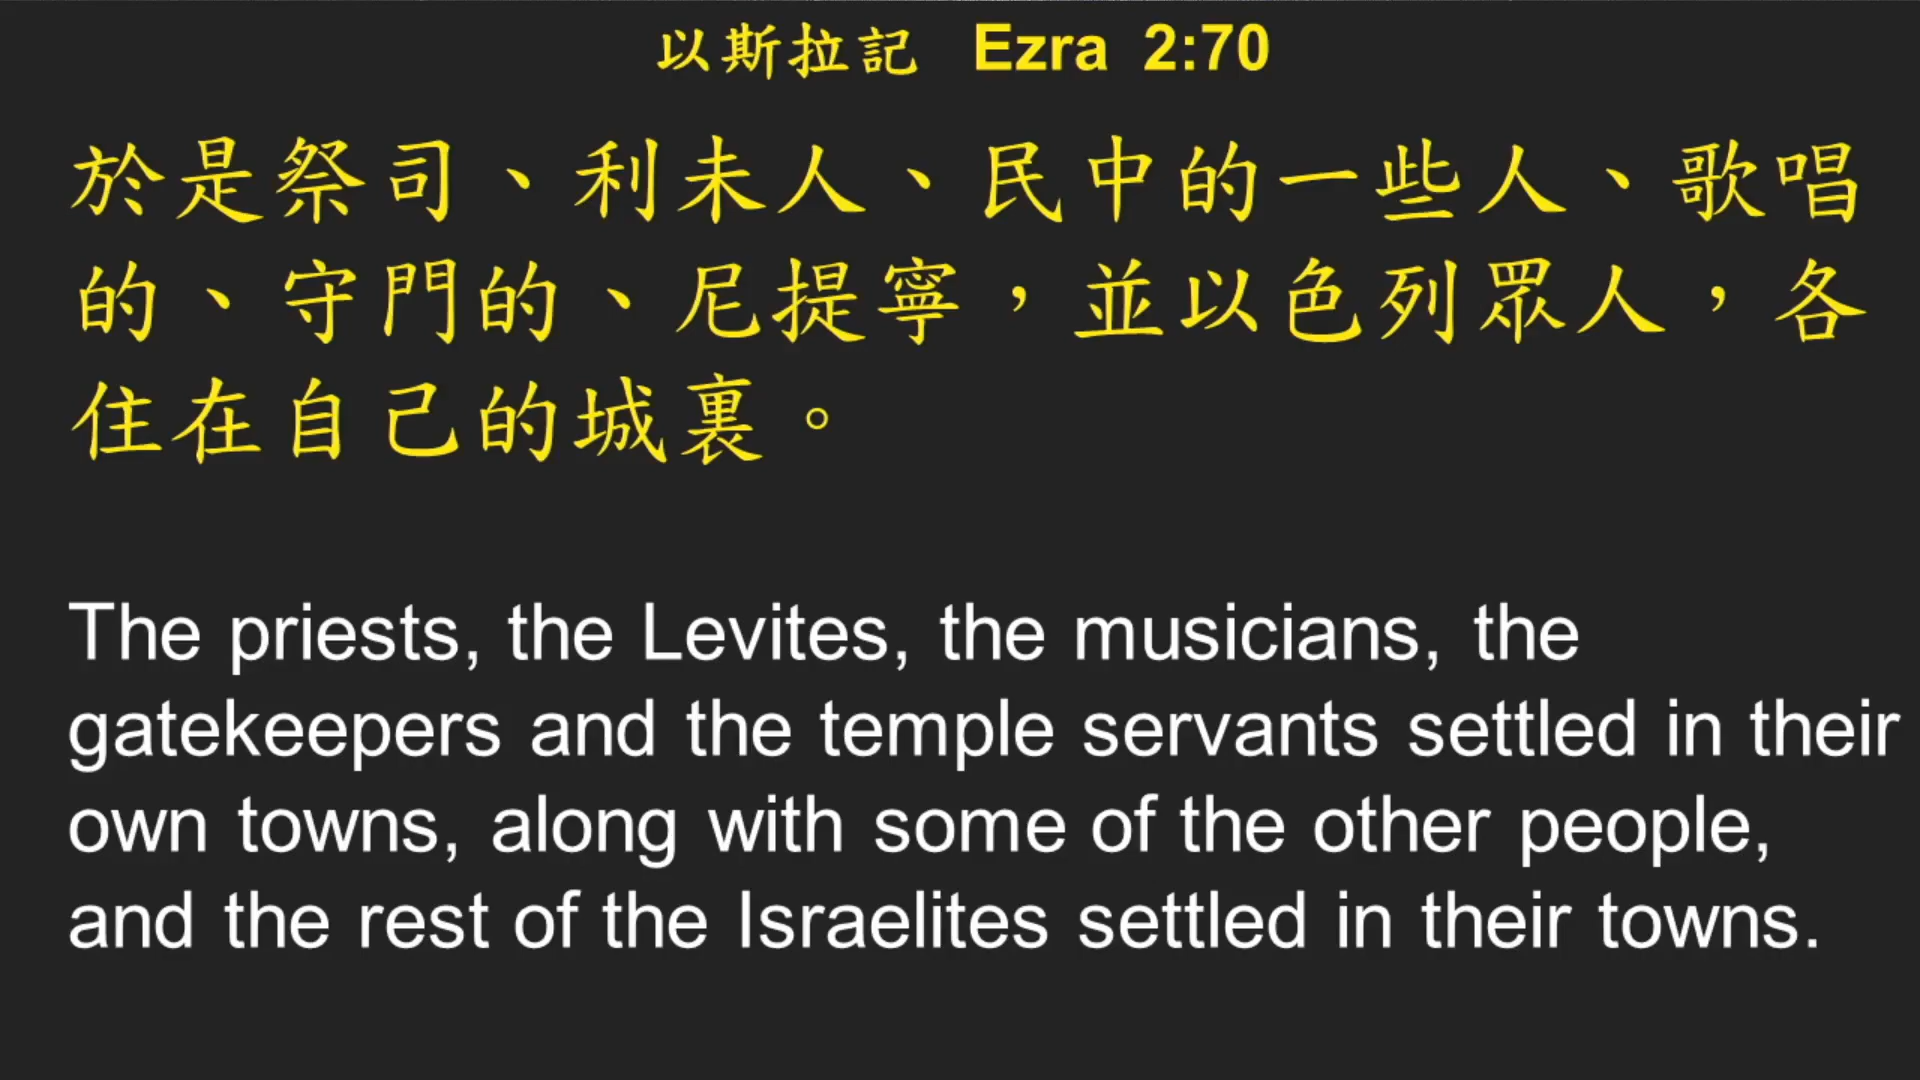 以斯拉記 Ezra 2:70
於是祭司、利未人、民中的一些人、歌唱
的、守門的、尼提寧，並以色列眾人，各
住在自己的城裏。
The priests, the Levites, the musicians, the
gatekeepers and the temple servants settled in their
own towns, along with some of the other people,
and the rest of the Israelites settled in their towns.